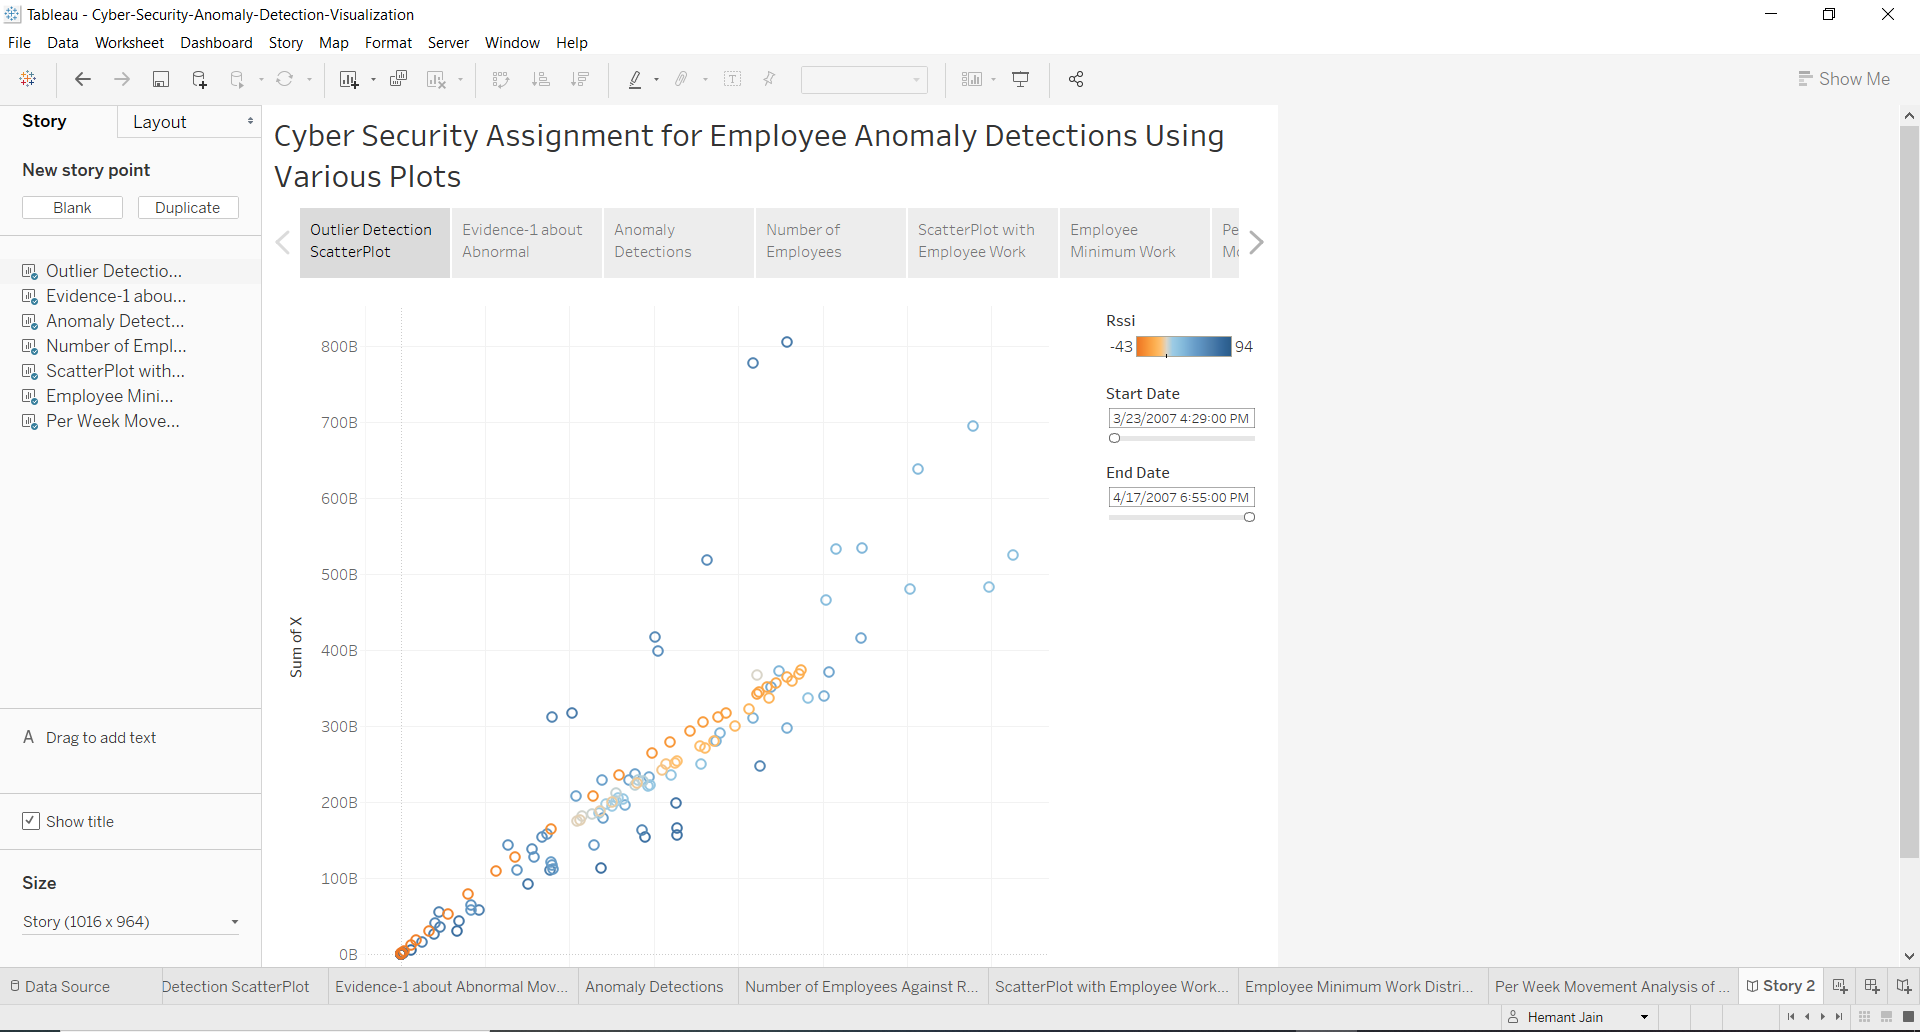 Tableau - Cyber-Security-Anomaly-Detection-Visualization
File Data Worksheet Dashboard Story Map Format Server Window Help
Show Me
Story
Layout
New story point
Blank
Duplicate
Outlier Detectio...
Evidence-1 abou...
Anomaly Detect...
Number of Empl...
ScatterPlot with...
Employee Mini...
Per Week Move...
A Drag to add text
Show title
Size
Story (1016 x 964)
Cyber Security Assignment for Employee Anomaly Detections Using
Various Plots
Outlier Detection
ScatterPlot
Evidence-1 about
Abnormal
Anomaly
Detections
Number of
Employees
ScatterPlot with
Employee Work
Employee
Minimum Work
Pe
Mo
800B
700B
600B
500B
400B
300B
200B
100B
0B
Sum of X
Rssi
-43
94
Start Date
3/23/2007 4:29:00 PM
End Date
4/17/2007 6:55:00 PM
Data Source
Detection ScatterPlot
Evidence-1 about Abnormal Mov...
Anomaly Detections
Number of Employees Against R...
ScatterPlot with Employee Work...
Employee Minimum Work Distri...
Per Week Movement Analysis of ...
Story 2
Hemant Jain